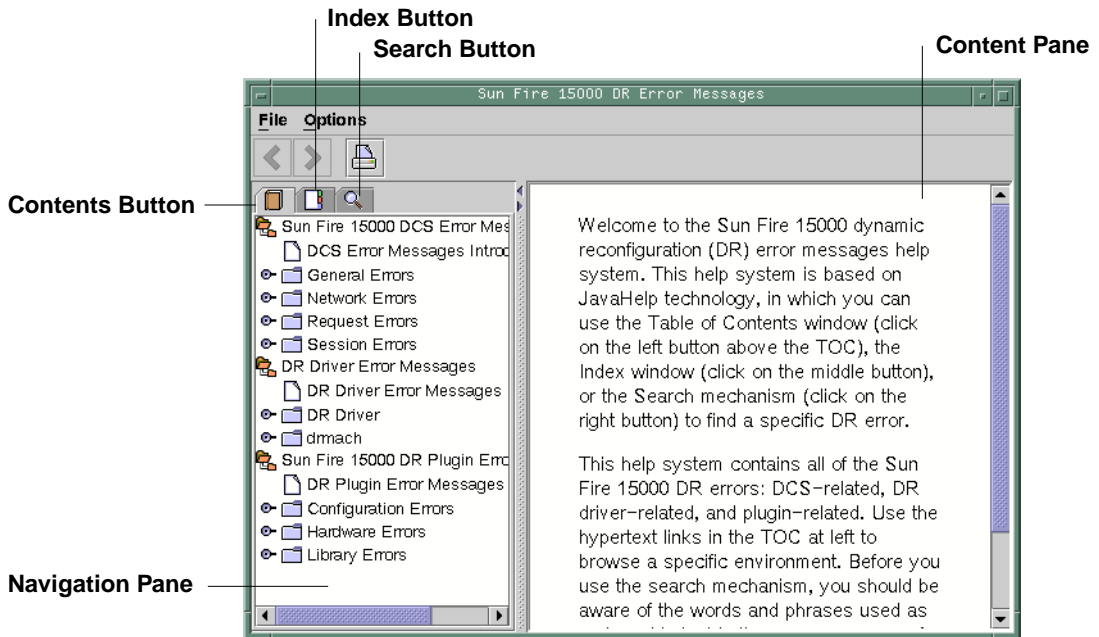 Index Button
Search Button
Content Pane
Sun Fire 15000 DR Error Messages
File Options
Contents Button
Sun Fire 15000 DCS Error Mes
DCS Error Messages Introd
General Errors
Network Errors
Request Errors
Session Errors
DR Driver Error Messages
DR Driver Error Messages
DR Driver
drmach
Sun Fire 15000 DR Plugin Erro
DR Plugin Error Messages
Configuration Errors
Hardware Errors
Library Errors
Navigation Pane
Welcome to the Sun Fire 15000 dynamic
reconfiguration (DR) error messages help
system. This help system is based on
JavaHelp technology, in which you can
use the Table of Contents window (click
on the left button above the TOC), the
Index window (click on the middle button),
or the Search mechanism (click on the
right button) to find a specific DR error.
This help system contains all of the Sun
Fire 15000 DR errors: DCS-related, DR
driver-related, and plugin-related. Use the
hypertext links in the TOC at left to
browse a specific environment. Before you
use the search mechanism, you should be
aware of the words and phrases used as